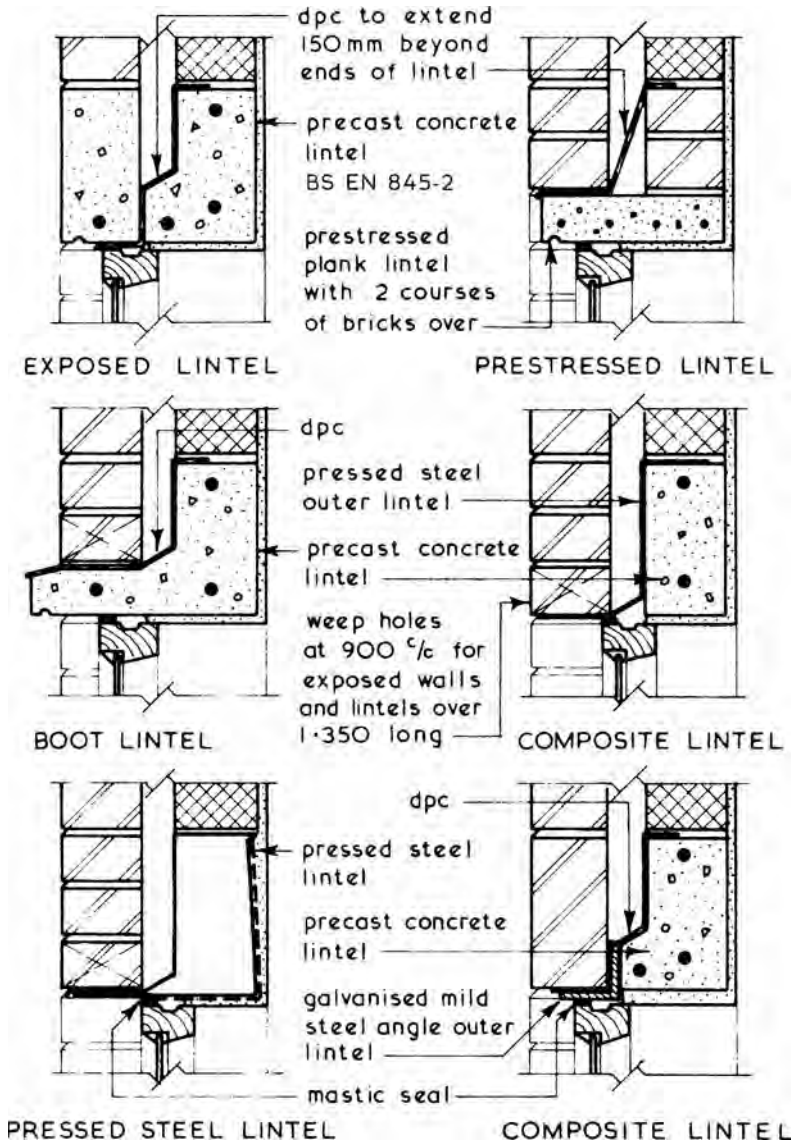 dpc to extend
150mm beyond
ends of lintel
precast concrete
lintel
BS EN 845-2
prestressed
plank lintel
with 2 courses
of bricks over
EXPOSED LINTEL
PRESTRESSED LINTEL
dpc
pressed steel
outer lintel
precast concrete
lintel
weep holes
at 900 c/c for
exposed walls
and lintels over
1·350 long
BOOT LINTEL
COMPOSITE LINTEL
dpc
pressed steel
lintel
precast concrete
lintel
galvanised mild
steel angle outer
lintel
mastic seal
PRESSED STEEL LINTEL
COMPOSITE LINTEL